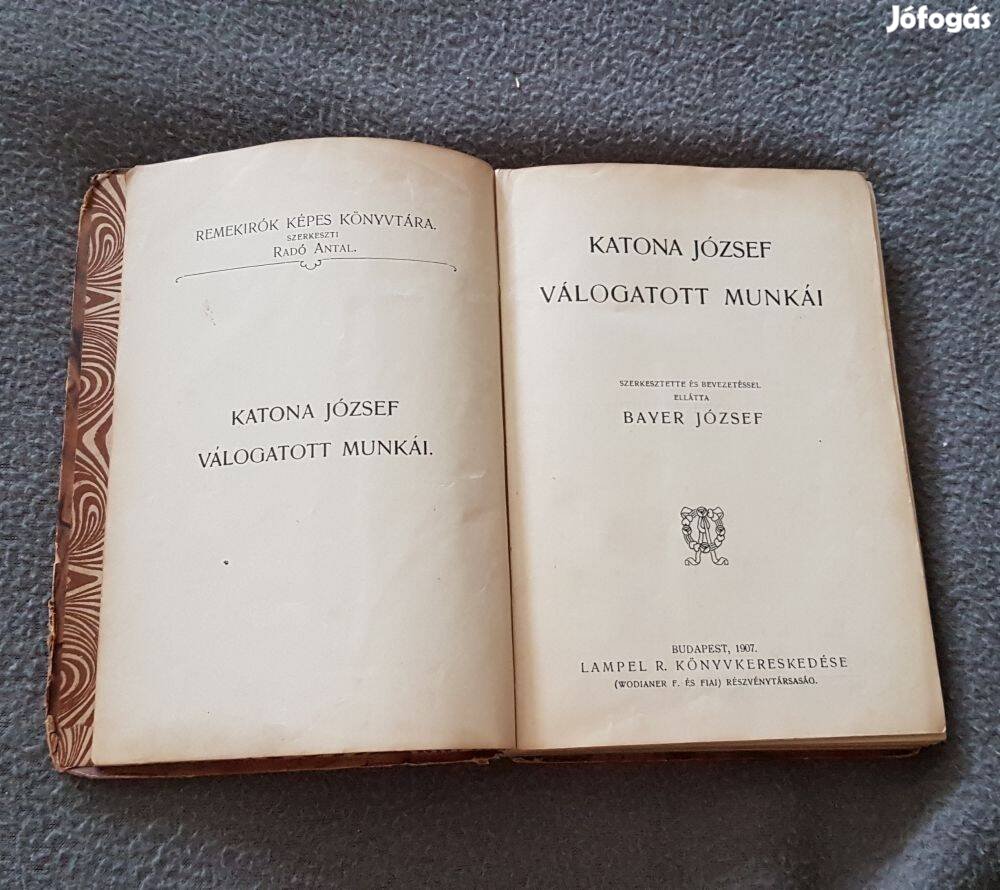 Jófogás
REMEKIRÓK KÉPES KÖNYVTÁRA.
SZERKESZTI
RADÓ ANTAL.
KATONA JÓZSEF
VÁLOGATOTT MUNKÁI.
KATONA JÓZSEF
VÁLOGATOTT MUNKÁI
SZERKESZTETTE ÉS BEVEZETÉSSEL
ELLÁTTA
BAYER JÓZSEF
BUDAPEST, 1907.
LAMPEL R. KÖNYVKERESKEDÉSE
(WODIANER F. ÉS FIAI) RÉSZVÉNYTÁRSASÁG.